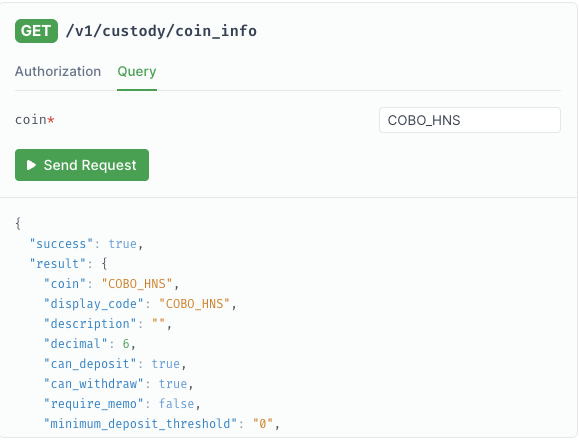 GET /v1/custody/coin_info
Authorization Query
coin* COBO_HNS
Send Request
{
"success": true,
"result": {
"coin": "COBO_HNS",
"display_code": "COBO_HNS",
"description": "",
"decimal": 6,
"can_deposit": true,
"can_withdraw": true,
"require_memo": false,
"minimum_deposit_threshold": "0",